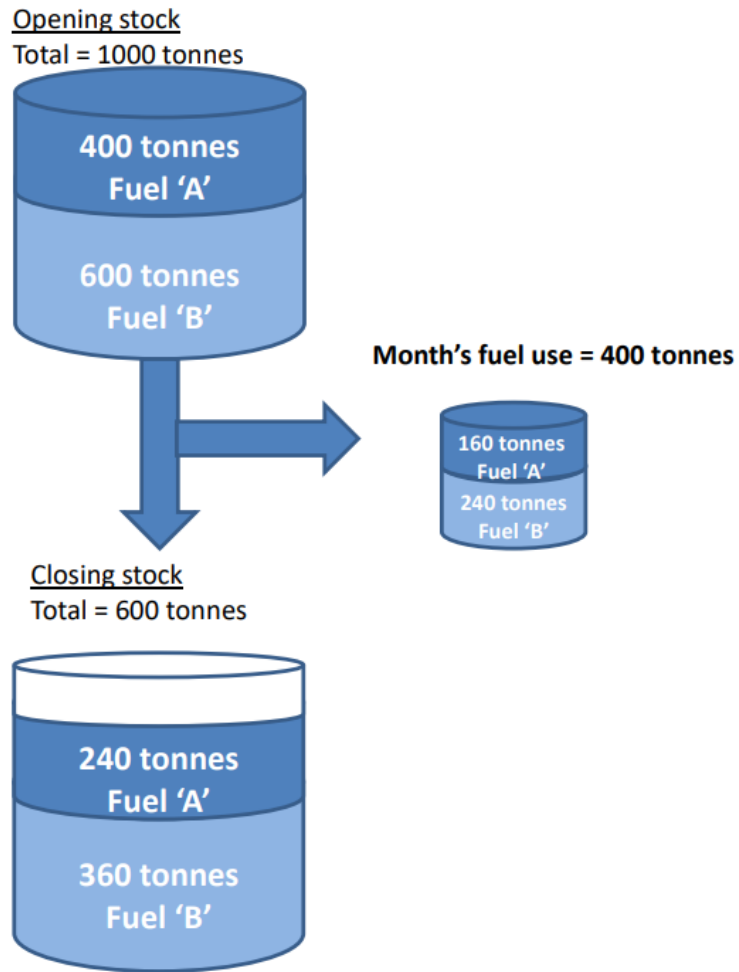 Opening stock
Total = 1000 tonnes
400 tonnes
Fuel ‘A’
600 tonnes
Fuel ‘B’
Month’s fuel use = 400 tonnes
160 tonnes
Fuel ‘A’
240 tonnes
Fuel ‘B’
Closing stock
Total = 600 tonnes
240 tonnes
Fuel ‘A’
360 tonnes
Fuel ‘B’